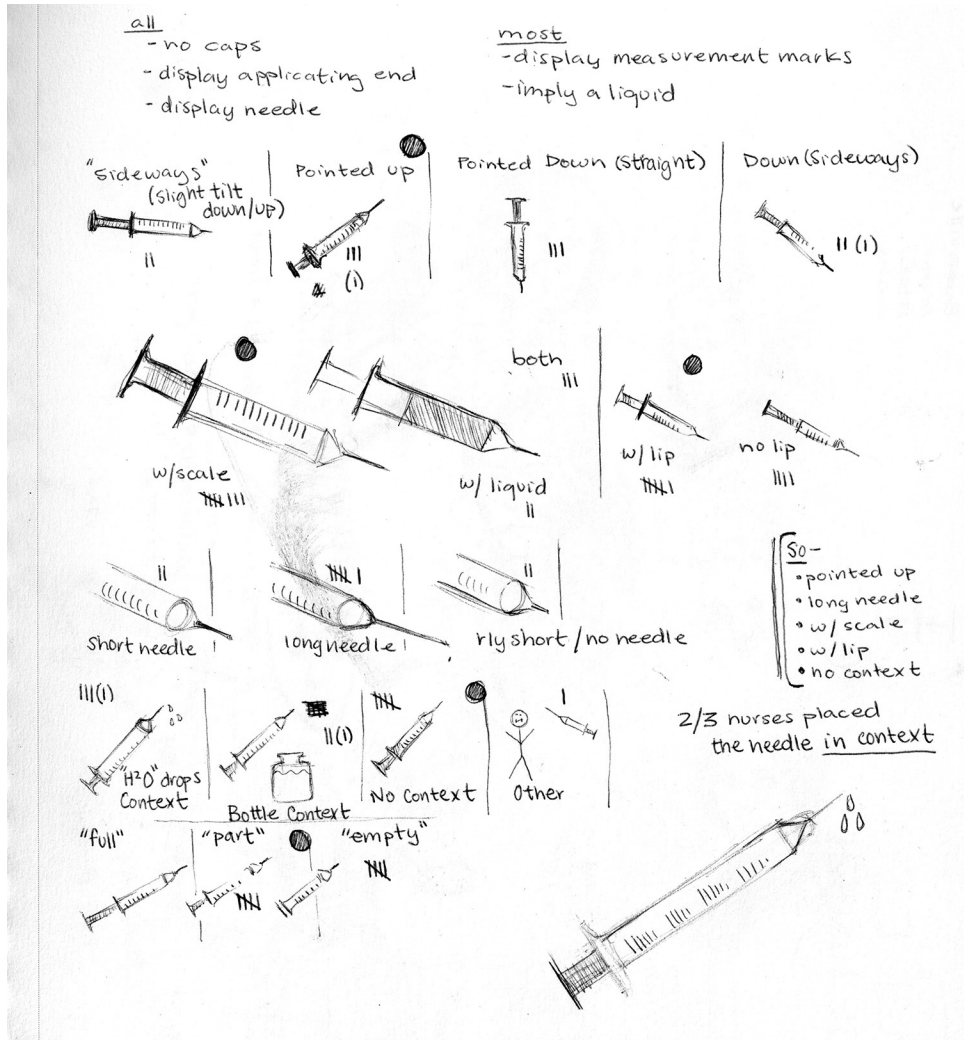 all
- no caps
- display applicating end
- display needle
most
- display measurement marks
- imply a liquid
"sideways"
(slight tilt
down/up)
Pointed up
(1)
Pointed Down (straight)
Down (sideways)
(1)
both
w/scale
w/ liquid
w/ lip
no lip
short needle
long needle
rly short / no needle
So-
• pointed up
• long needle
• w/ scale
• w/ lip
• no context
(1)
"H²O" drops
Context
(1)
Bottle Context
No Context
Other
2/3 nurses placed
the needle in context
"full"
"part"
"empty"